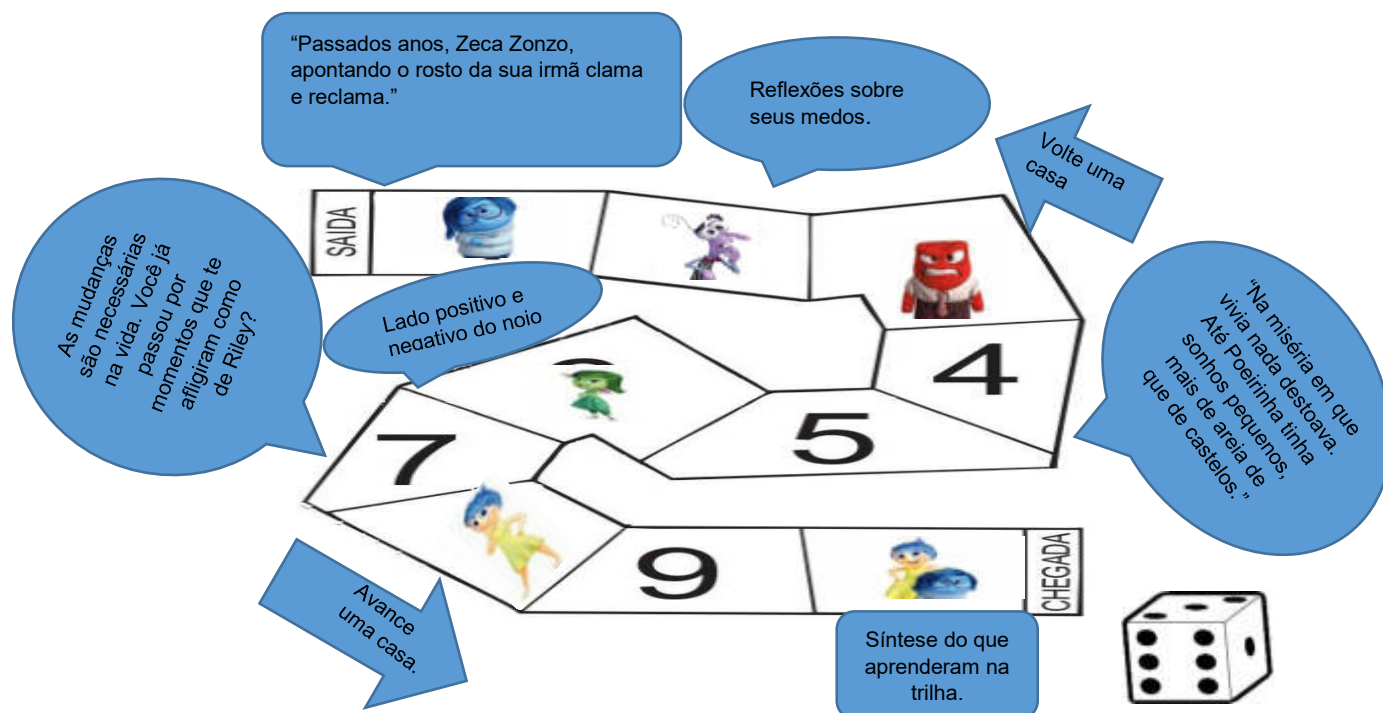 “Passados anos, Zeca Zonzo,
apontando o rosto da sua irmã clama
e reclama.”
Reflexões sobre
seus medos.
Volte uma
casa
SAIDA
As mudanças
são necessárias
na vida. Você já
passou por
momentos que te
afligiram como
de Riley?
Lado positivo e
negativo do nojo
4
“Na miséria em que
vivia nada destoava.
Até Poeirinha tinha
sonhos pequenos,
mais de areia de
que de castelos.”
5
7
9
CHEGADA
Avance
uma casa.
Síntese do que
aprenderam na
trilha.